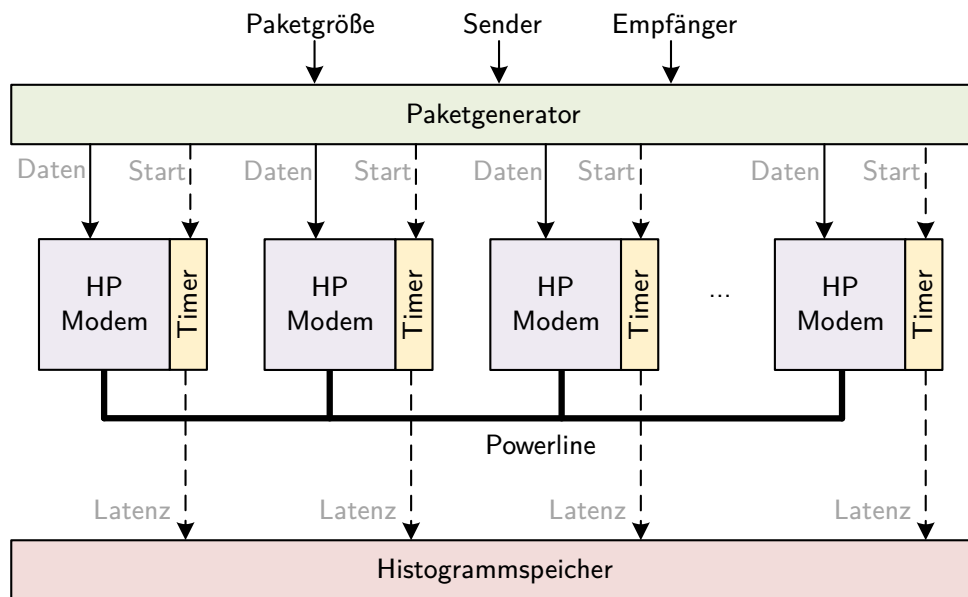 Paketgröße Sender Empfänger
Paketgenerator
Daten Start Daten Start Daten Start Daten Start
HP Modem Timer
HP Modem Timer
HP Modem Timer
...
HP Modem Timer
Powerline
Latenz Latenz Latenz Latenz
Histogrammspeicher